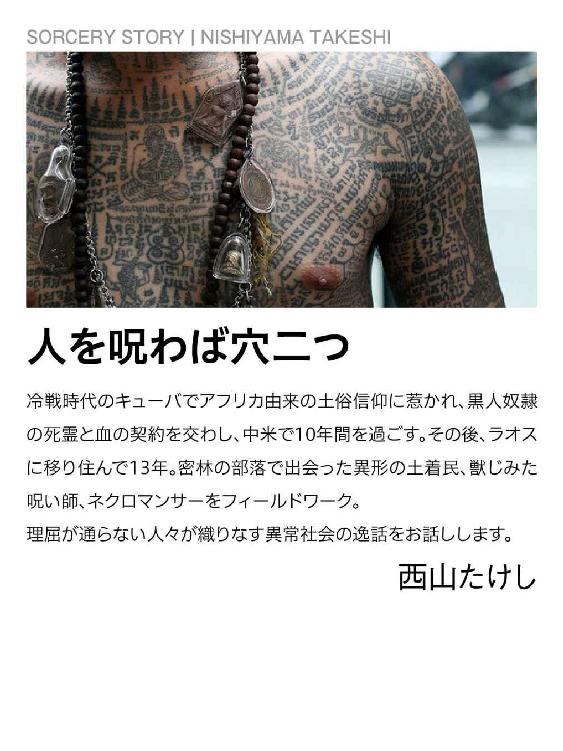 SORCERY STORY | NISHIYAMA TAKESHI
人を呪わば穴二つ
冷戦時代のキューバでアフリカ由来の土俗信仰に惹かれ、黒人奴隷
の死霊と血の契約を交わし、中米で10年間を過ごす。その後、ラオス
に移り住んで13年。密林の部落で出会った異形の土着民、獣じみた
呪い師、ネクロマンサーをフィールドワーク。
理屈が通らない人々が織りなす異常社会の逸話をお話しします。
西山たけし